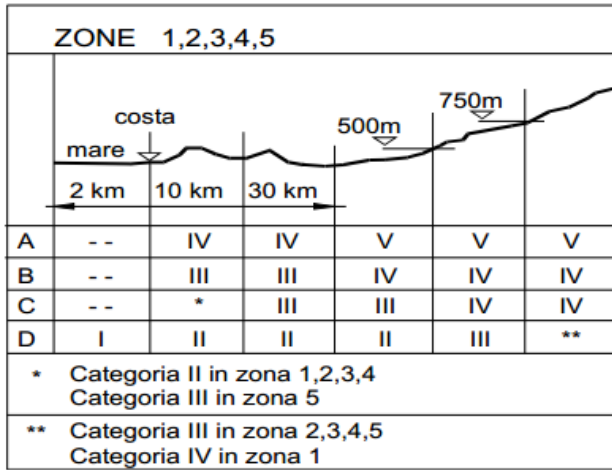 ZONE 1,2,3,4,5
750m
costa
500m
mare
2 km 10 km 30 km
A -- IV IV V V V
B -- III III IV IV IV
C -- * III III IV IV
D I II II II III **
* Categoria II in zona 1,2,3,4
Categoria III in zona 5
** Categoria III in zona 2,3,4,5
Categoria IV in zona 1